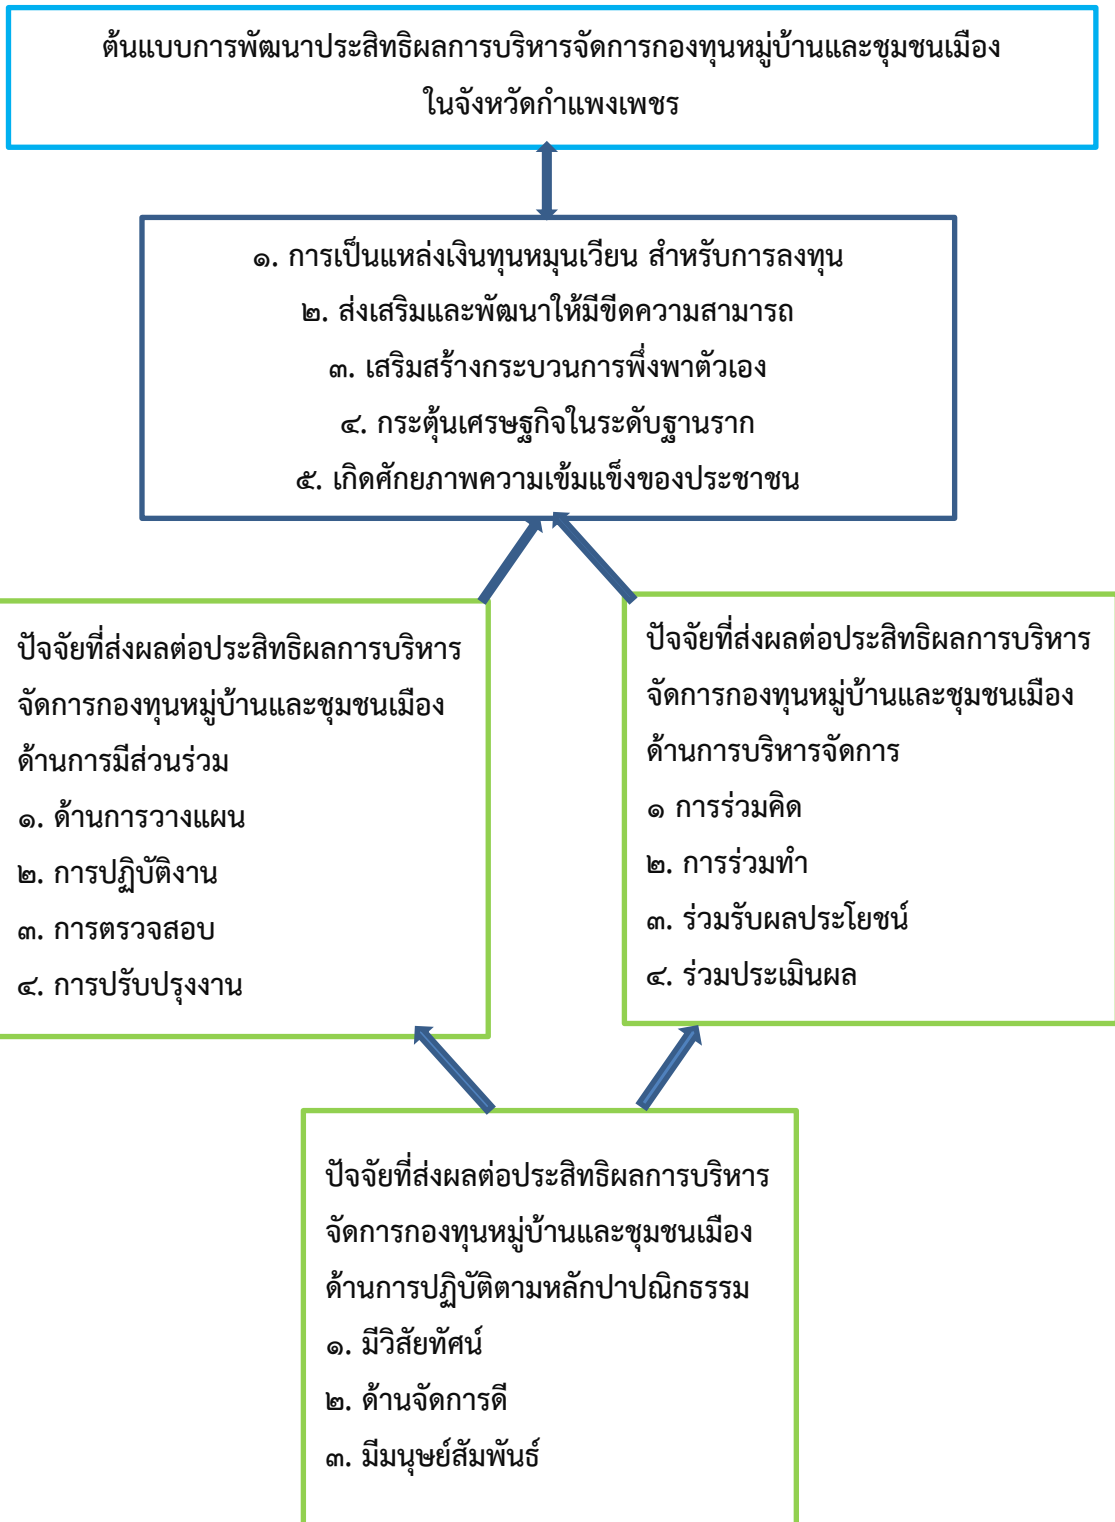 ต้นแบบการพัฒนาประสิทธิผลการบริหารจัดการกองทุนหมู่บ้านและชุมชนเมือง
ในจังหวัดกำแพงเพชร
๑. การเป็นแหล่งเงินทุนหมุนเวียน สำหรับการลงทุน
๒. ส่งเสริมและพัฒนาให้มีขีดความสามารถ
๓. เสริมสร้างกระบวนการพึ่งพาตัวเอง
๔. กระตุ้นเศรษฐกิจในระดับฐานราก
๕. เกิดศักยภาพความเข้มแข็งของประชาชน
ปัจจัยที่ส่งผลต่อประสิทธิผลการบริหาร
จัดการกองทุนหมู่บ้านและชุมชนเมือง
ด้านการมีส่วนร่วม
๑. ด้านการวางแผน
๒. การปฏิบัติงาน
๓. การตรวจสอบ
๔. การปรับปรุงงาน
ปัจจัยที่ส่งผลต่อประสิทธิผลการบริหาร
จัดการกองทุนหมู่บ้านและชุมชนเมือง
ด้านการบริหารจัดการ
๑ การร่วมคิด
๒. การร่วมทำ
๓. ร่วมรับผลประโยชน์
๔. ร่วมประเมินผล
ปัจจัยที่ส่งผลต่อประสิทธิผลการบริหาร
จัดการกองทุนหมู่บ้านและชุมชนเมือง
ด้านการปฏิบัติตามหลักปาปณิกธรรม
๑. มีวิสัยทัศน์
๒. ด้านจัดการดี
๓. มีมนุษย์สัมพันธ์